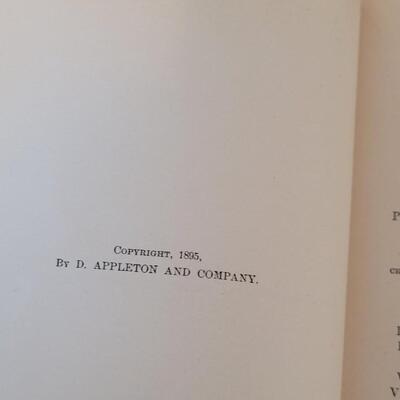 Copyright, 1895,
By D. APPLETON AND COMPANY.